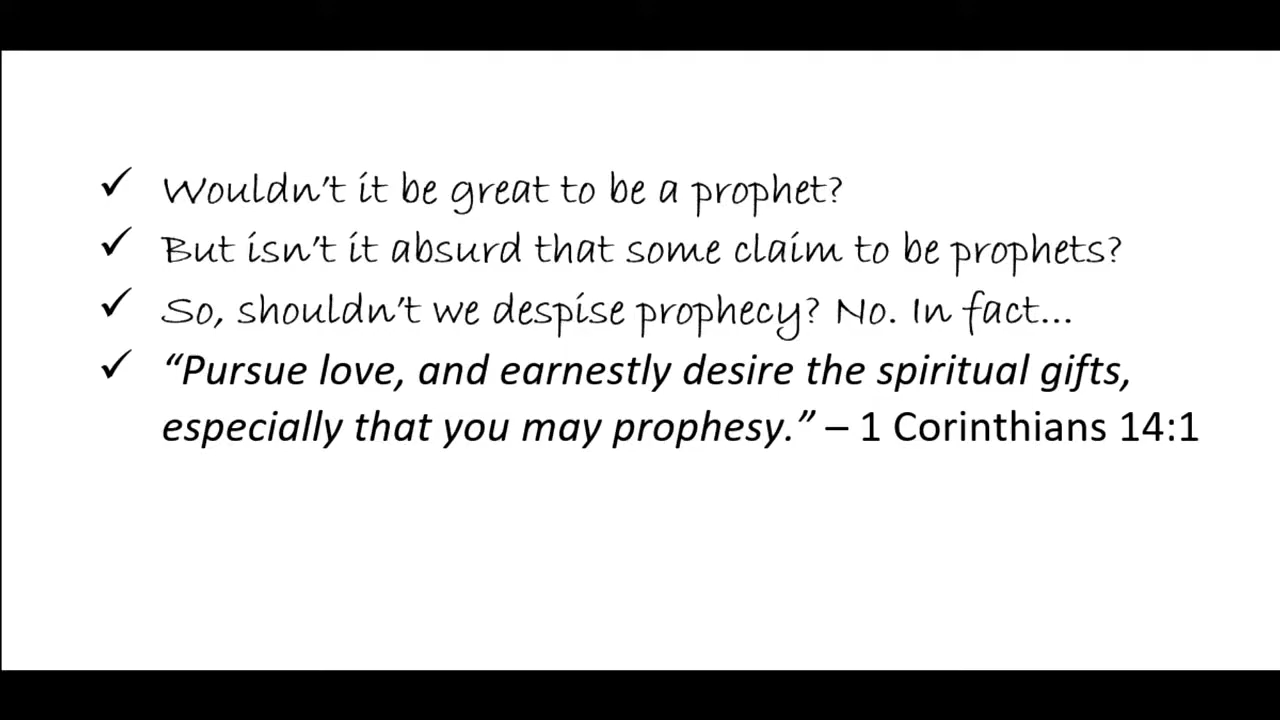 ✓ Wouldn't it be great to be a prophet?
✓ But isn't it absurd that some claim to be prophets?
✓ So, shouldn't we despise prophecy? No. In fact...
✓ “Pursue love, and earnestly desire the spiritual gifts,
especially that you may prophesy.” – 1 Corinthians 14:1